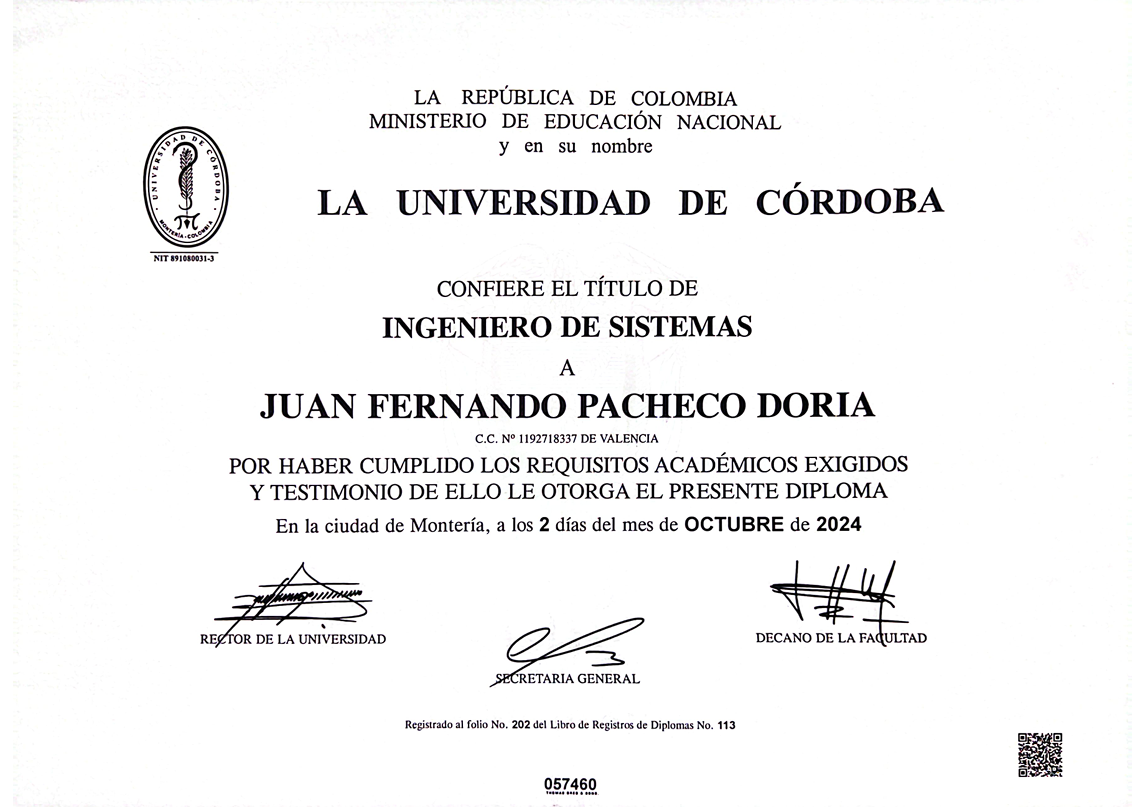 LA REPÚBLICA DE COLOMBIA
MINISTERIO DE EDUCACIÓN NACIONAL
y en su nombre
LA UNIVERSIDAD DE CÓRDOBA
UNIVERSIDAD DE CÓRDOBA
MONTERÍA-COLOMBIA
NIT 891080031-3
CONFIERE EL TÍTULO DE
INGENIERO DE SISTEMAS
A
JUAN FERNANDO PACHECO DORIA
C.C. Nº 1192718337 DE VALENCIA
POR HABER CUMPLIDO LOS REQUISITOS ACADÉMICOS EXIGIDOS
Y TESTIMONIO DE ELLO LE OTORGA EL PRESENTE DIPLOMA
En la ciudad de Montería, a los 2 días del mes de OCTUBRE de 2024
RECTOR DE LA UNIVERSIDAD
DECANO DE LA FACULTAD
SECRETARIA GENERAL
Registrado al folio No. 202 del Libro de Registros de Diplomas No. 113
057460
THOMAS GREG & SONS